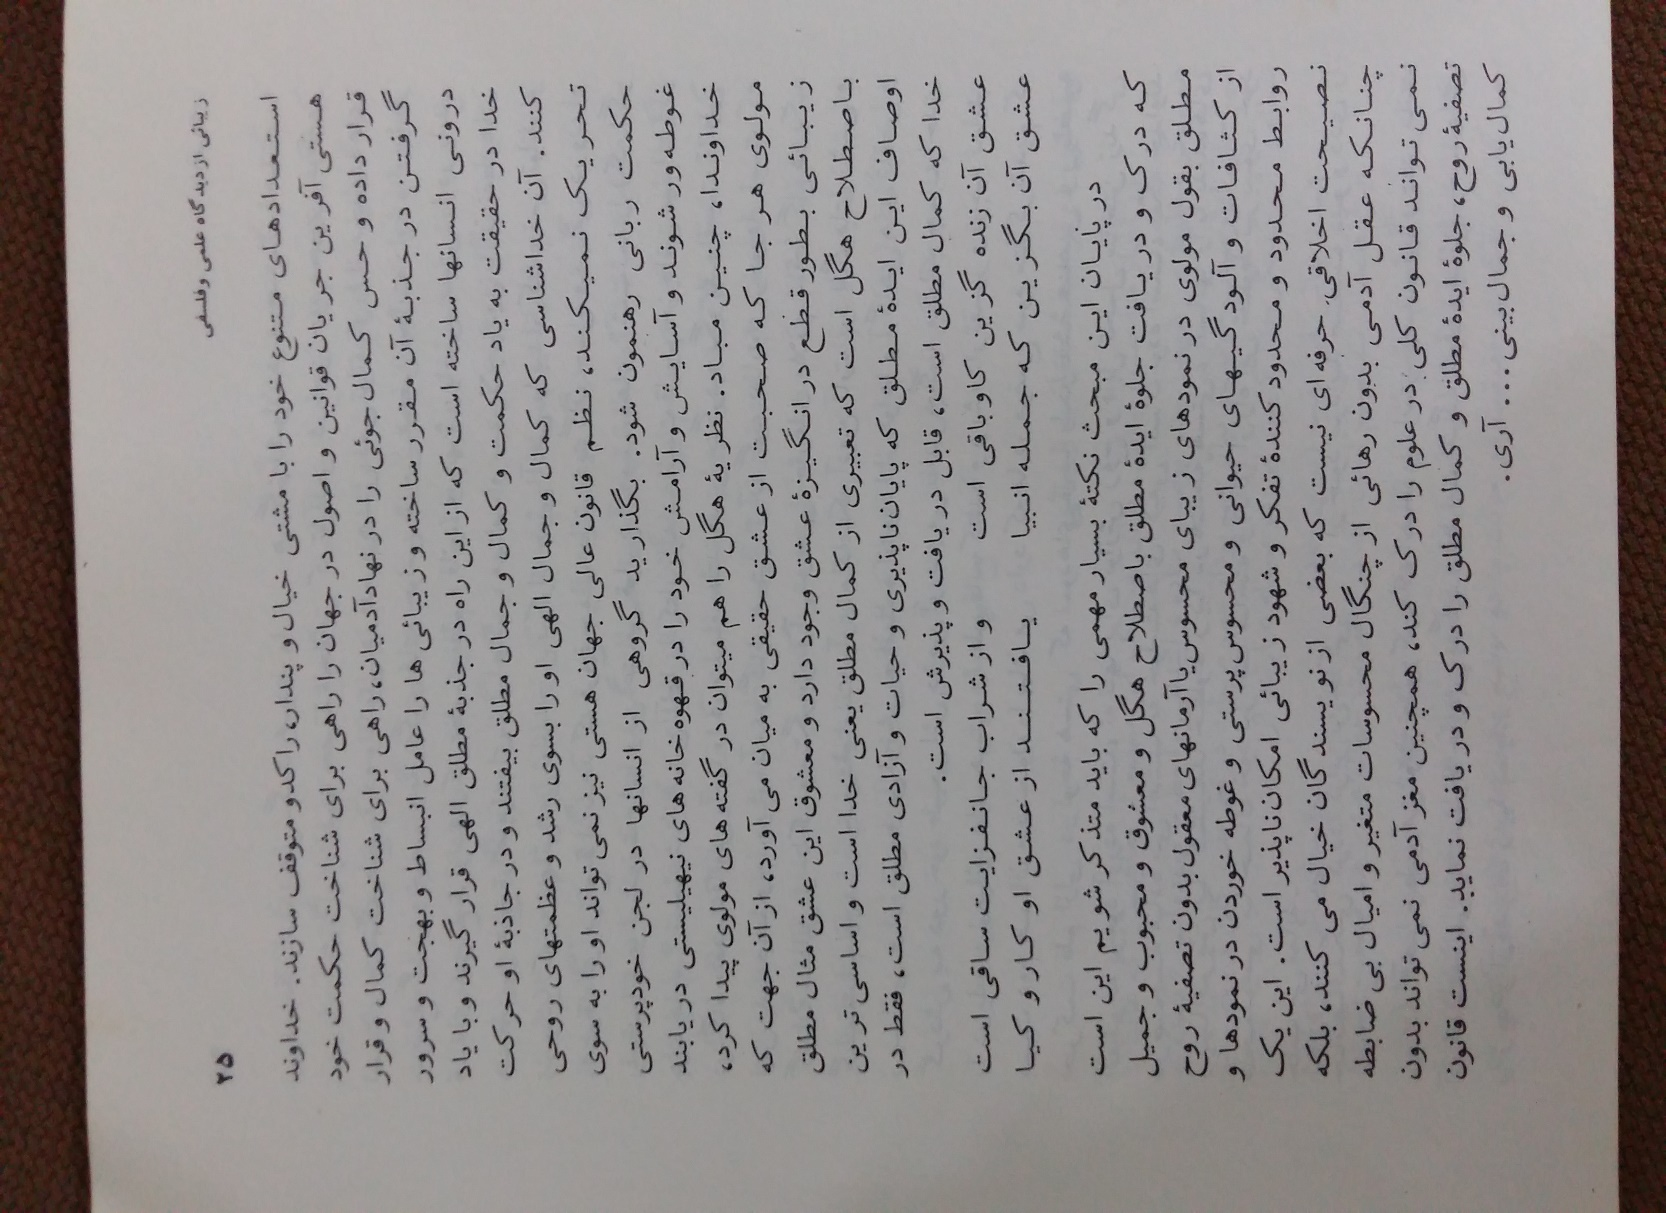 زیبائی از دیدگاه علمی و فلسفی
۲۵
استعدادهای متنوع خود را با مشتی خیال و پندار، راکد و متوقف سازند. خداوند
هستی آفرین جریان قوانین و اصول در جهان را راهی برای شناخت حکمت خود
قرار داده و حس کمال جوئی را در نهاد آدمیان، راهی برای شناخت کمال و قرار
گرفتن در جذبهٔ آن مقرر ساخته و زیبائی ها را عامل انبساط و بهجت و سرور
درونی انسانها ساخته است که از این راه در جذبهٔ مطلق الهی قرار گیرند و با یاد
خدا در حقیقت به یاد حکمت و کمال و جمال مطلق بیفتند و در جاذبهٔ او حرکت
کنند. آن خداشناسی که کمال و جمال الهی او را بسوی رشد و عظمتهای روحی
تحریک نمیکند، نظم قانون عالی جهان هستی نیز نمی تواند او را به سوی
حکمت ربانی رهنمون شود. بگذارید گروهی از انسانها در لجن خودپرستی
غوطه ور شوند و آسایش و آرامش خود را در قهوه خانه های نیهیلیستی دریابند
خداوندا، چنین مباد. نظریهٔ هگل را هم میتوان در گفته های مولوی پیدا کرد،
مولوی هر جا که صحبت از عشق حقیقی به میان می آورد، از آن جهت که
زیبائی بطور قطع در انگیزهٔ عشق وجود دارد و معشوق این عشق مثال مطلق
باصطلاح هگل است که تعبیری از کمال مطلق یعنی خدا است و اساسی ترین
اوصاف این ایدهٔ مطلق که پایان ناپذیری و حیات و آزادی مطلق است، فقط در
خدا که کمال مطلق است، قابل دریافت و پذیرش است.
عشق آن زنده گزین کاو باقی است     و از شراب جانفزایت ساقی است
عشق آن بگزین که جمله انبیا     یافتند از عشق او کار و کیا
در پایان این مبحث نکتهٔ بسیار مهمی را که باید متذکر شویم این است
که درک و دریافت جلوهٔ ایدهٔ مطلق باصطلاح هگل و معشوق و محبوب و جمیل
مطلق بقول مولوی در نمودهای زیبای محسوس یا آرمانهای معقول بدون تصفیهٔ روح
از کثافات و آلودگیهای حیوانی و محسوس پرستی و غوطه خوردن در نمودها و
روابط محدود و محدود کنندهٔ تفکر و شهود زیبائی امکان ناپذیر است. این یک
نصیحت اخلاقی حرفه ای نیست که بعضی از نویسندگان خیال می کنند، بلکه
چنانکه عقل آدمی بدون رهائی از چنگال محسوسات متغیر و امیال بی ضابطه
نمی تواند قانون کلی در علوم را درک کند، همچنین مغز آدمی نمی تواند بدون
تصفیهٔ روح، جلوهٔ ایدهٔ مطلق و کمال مطلق را درک و دریافت نماید. اینست قانون
کمال یابی و جمال بینی.... آری.